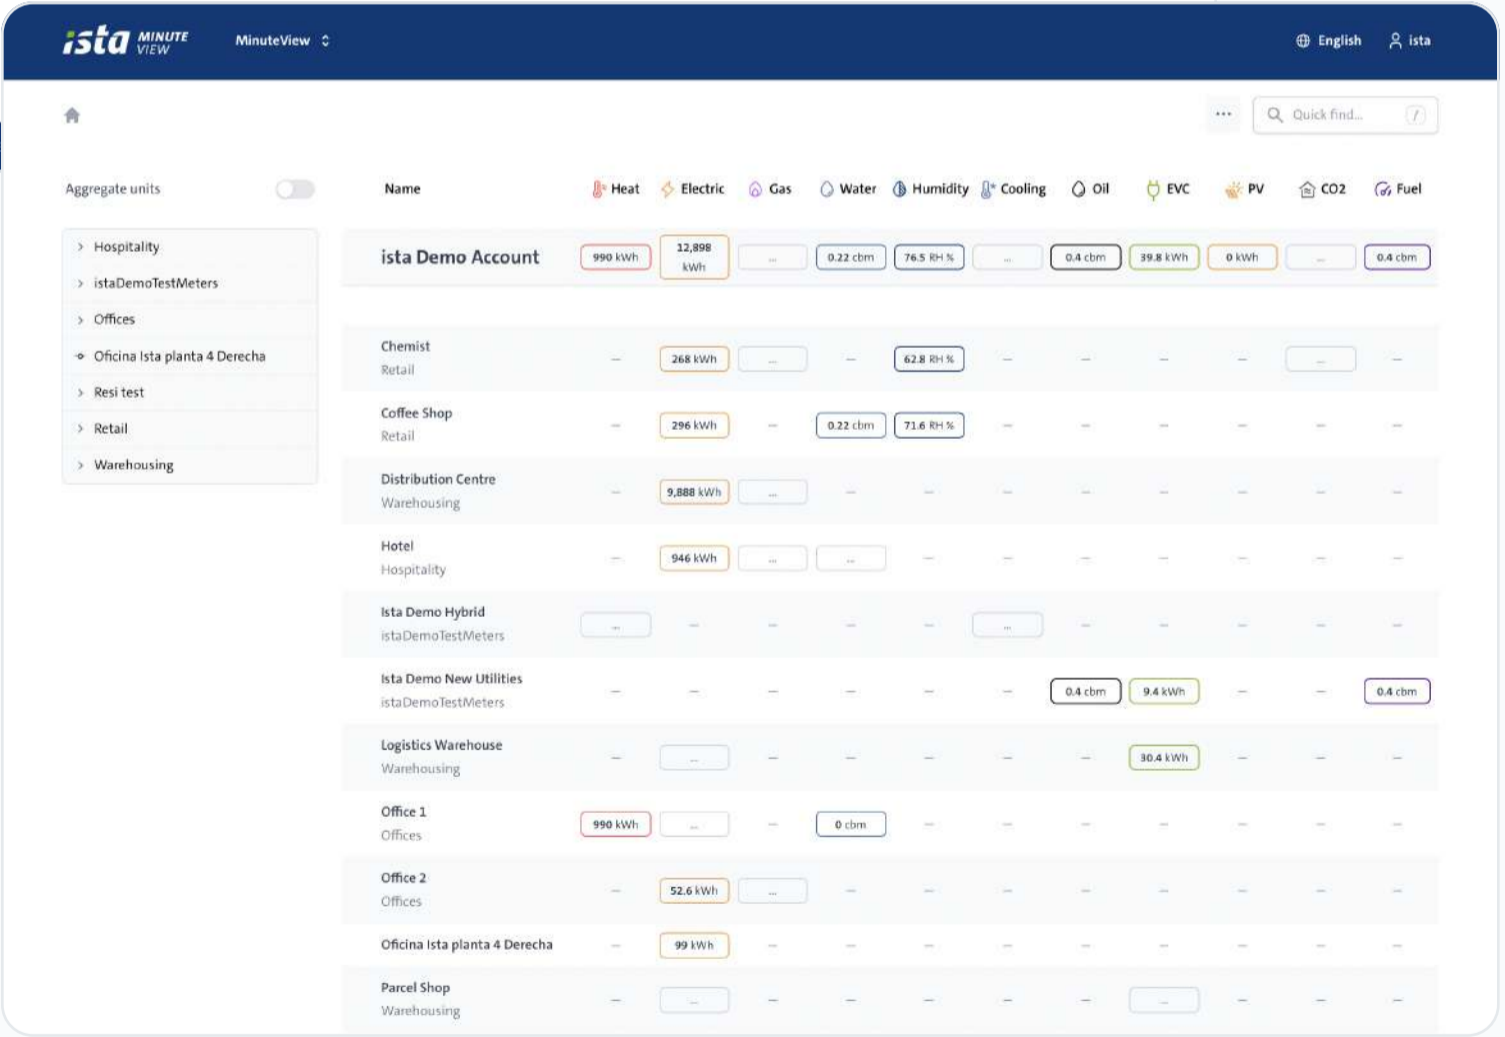 ista MINUTE VIEW MinuteView English ista
... Quick find... /
Aggregate units
Hospitality
istaDemoTestMeters
Offices
Oficina Ista planta 4 Derecha
Resi test
Retail
Warehousing
Name Heat Electric Gas Water Humidity Cooling Oil EVC PV CO2 Fuel
ista Demo Account 990 kWh 12,898 kWh ... 0.22 cbm 76.5 RH % ... 0.4 cbm 39.8 kWh 0 kWh ... 0.4 cbm
Chemist
Retail
— 268 kWh ... — 62.8 RH % — — — — ... —
Coffee Shop
Retail
— 296 kWh — 0.22 cbm 71.6 RH % — — — — — —
Distribution Centre
Warehousing
— 9,888 kWh ... — — — — — — — —
Hotel
Hospitality
— 946 kWh ... ... — — — — — — —
Ista Demo Hybrid
istaDemoTestMeters
... — — — — ... — — — — —
Ista Demo New Utilities
istaDemoTestMeters
— — — — — — 0.4 cbm 9.4 kWh — — 0.4 cbm
Logistics Warehouse
Warehousing
— ... — — — — — 30.4 kWh — — —
Office 1
Offices
990 kWh ... — 0 cbm — — — — — — —
Office 2
Offices
— 52.6 kWh ... — — — — — — — —
Oficina Ista planta 4 Derecha — 99 kWh — — — — — — — — —
Parcel Shop
Warehousing
— ... — — — — — ... — — —